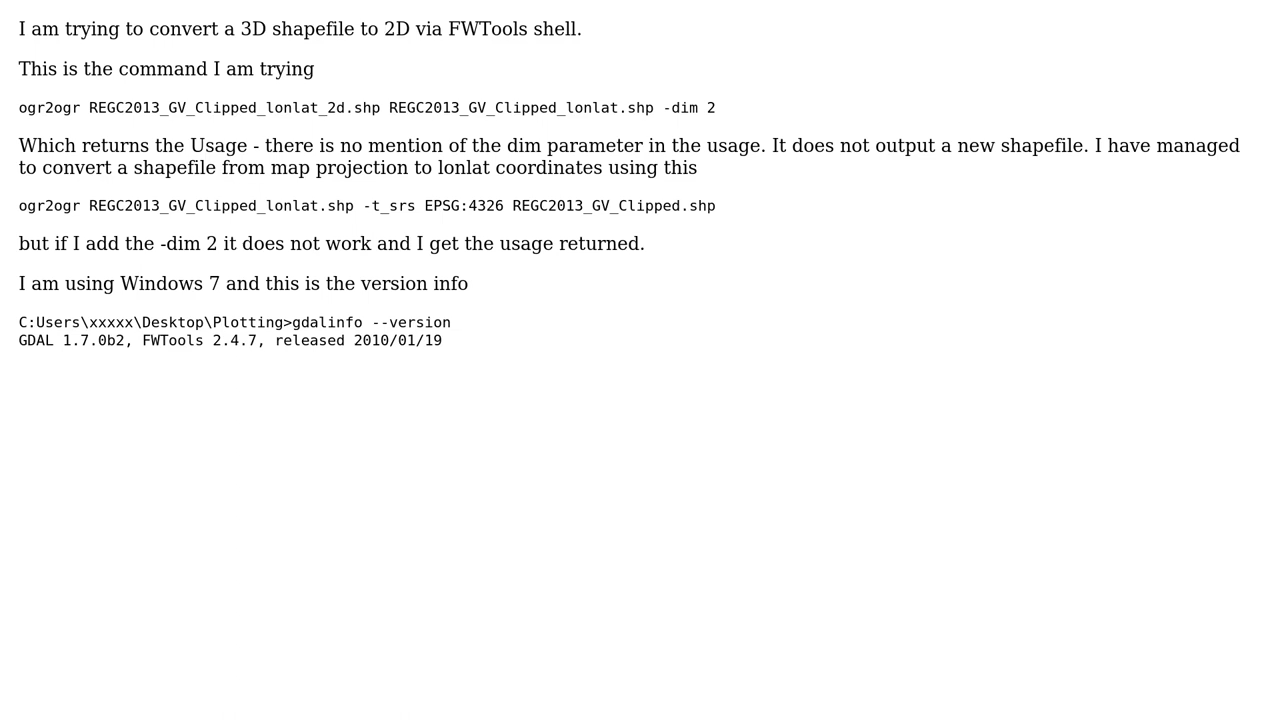 I am trying to convert a 3D shapefile to 2D via FWTools shell.
This is the command I am trying
ogr2ogr REGC2013_GV_Clipped_lonlat_2d.shp REGC2013_GV_Clipped_lonlat.shp -dim 2
Which returns the Usage - there is no mention of the dim parameter in the usage. It does not output a new shapefile. I have managed
to convert a shapefile from map projection to lonlat coordinates using this
ogr2ogr REGC2013_GV_Clipped_lonlat.shp -t_srs EPSG:4326 REGC2013_GV_Clipped.shp
but if I add the -dim 2 it does not work and I get the usage returned.
I am using Windows 7 and this is the version info
C:Users\xxxxx\Desktop\Plotting>gdalinfo --version
GDAL 1.7.0b2, FWTools 2.4.7, released 2010/01/19